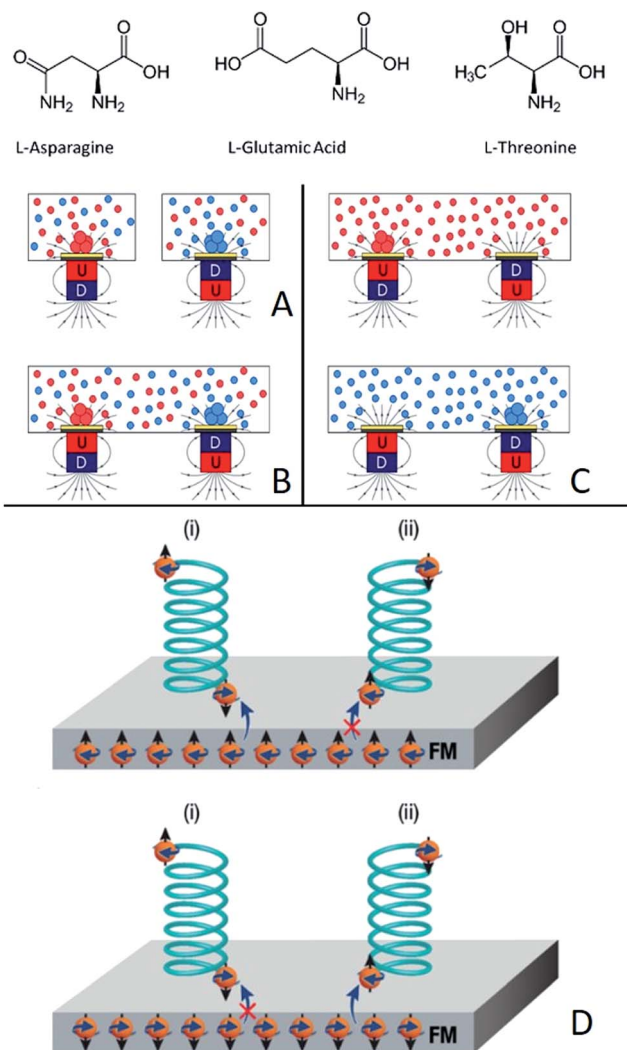 O
O
OH
NH₂
NH₂
L-Asparagine
O
O
HO
OH
NH₂
L-Glutamic Acid
OH
O
H₃C
OH
NH₂
L-Threonine
U
D
D
U
A
U
D
D
U
B
U
D
D
U
U
D
D
U
C
(i)
(ii)
FM
(i)
(ii)
FM
D